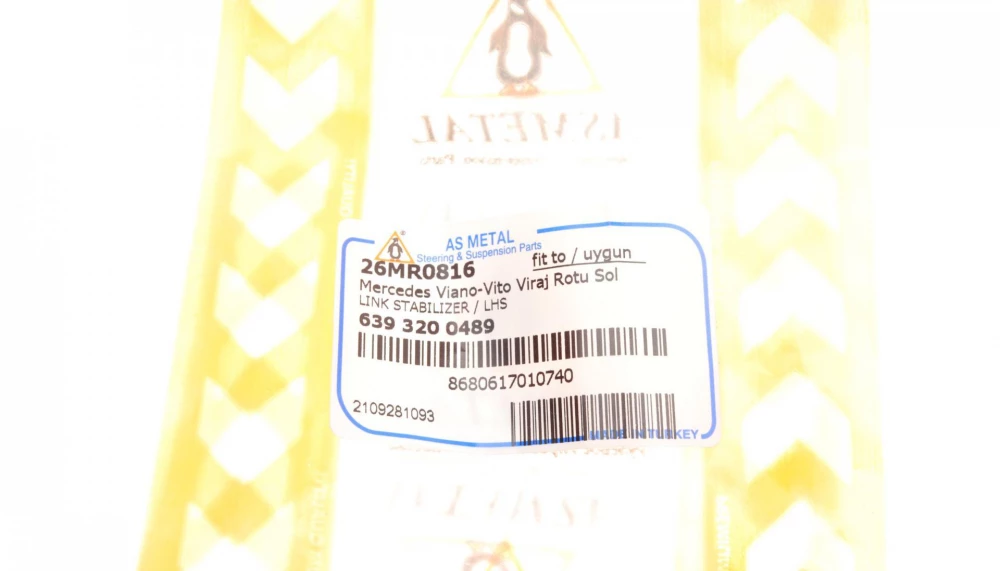 ASMETAL
AS METAL
Steering & Suspension Parts
fit to / uygun
26MR0816
Mercedes Viano-Vito Viraj Rotu Sol
LINK STABILIZER / LHS
639 320 0489
8680617010740
2109281093
MADE IN TURKEY